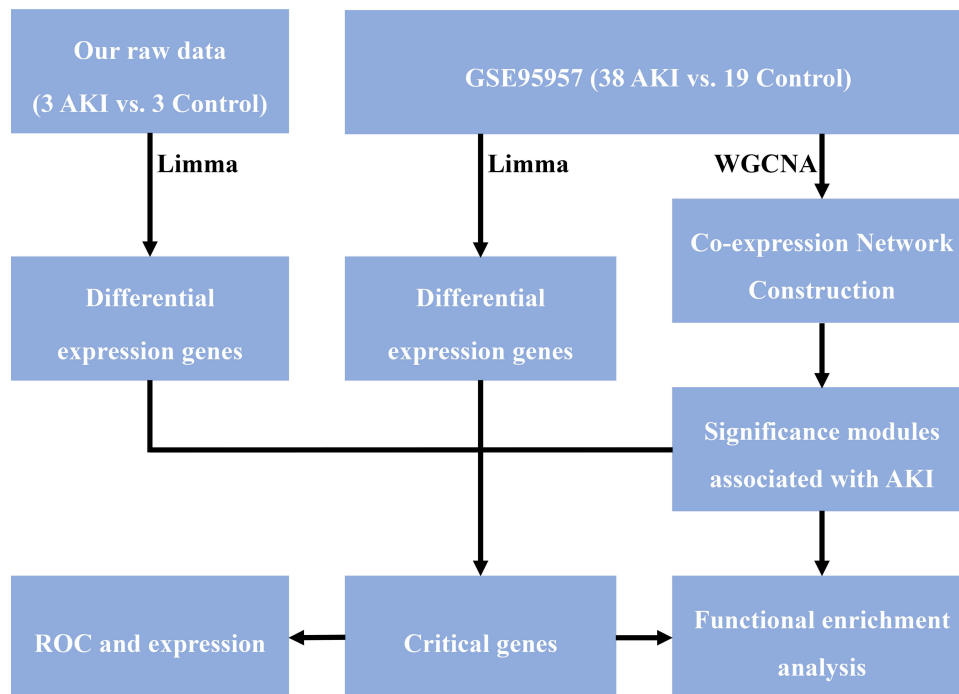 Our raw data
(3 AKI vs. 3 Control)
GSE95957 (38 AKI vs. 19 Control)
Limma
Limma
WGCNA
Co-expression Network
Construction
Differential
expression genes
Differential
expression genes
Significance modules
associated with AKI
ROC and expression
Critical genes
Functional enrichment
analysis